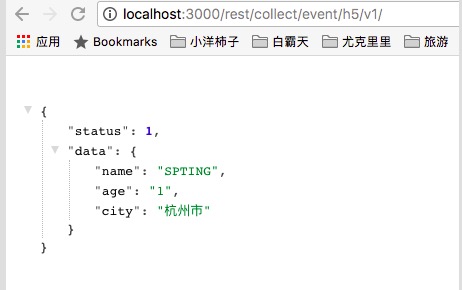 localhost:3000/rest/collect/event/h5/v1/
应用 Bookmarks 小洋柿子 白霸天 尤克里里 旅游
{
"status": 1,
"data": {
"name": "SPTING",
"age": "1",
"city": "杭州市"
}
}